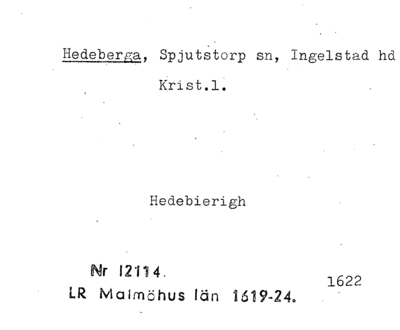 Hedeberga, Spjutstorp sn, Ingelstad hd
Krist.l.
Hedebierigh
Nr 12114.
1622
LR Malmöhus län 1619-24.